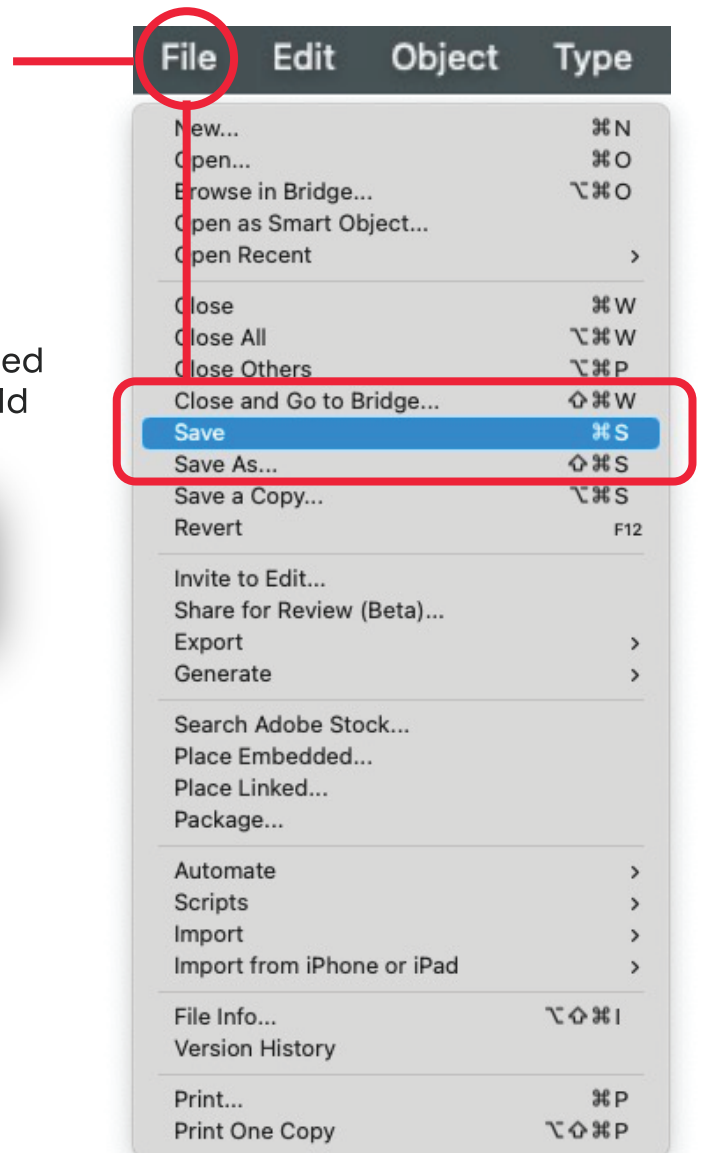 File Edit Object Type
New... ⌘N
Open... ⌘O
Browse in Bridge... ⌥⌘O
Open as Smart Object...
Open Recent >
Close ⌘W
Close All ⌥⌘W
Close Others ⌥⌘P
Close and Go to Bridge... ⇧⌘W
Save ⌘S
Save As... ⇧⌘S
Save a Copy... ⌥⌘S
Revert F12
Invite to Edit...
Share for Review (Beta)...
Export >
Generate >
Search Adobe Stock...
Place Embedded...
Place Linked...
Package...
Automate >
Scripts >
Import >
Import from iPhone or iPad >
File Info... ⌥⇧⌘I
Version History
Print... ⌘P
Print One Copy ⌥⇧⌘P
ed
ld